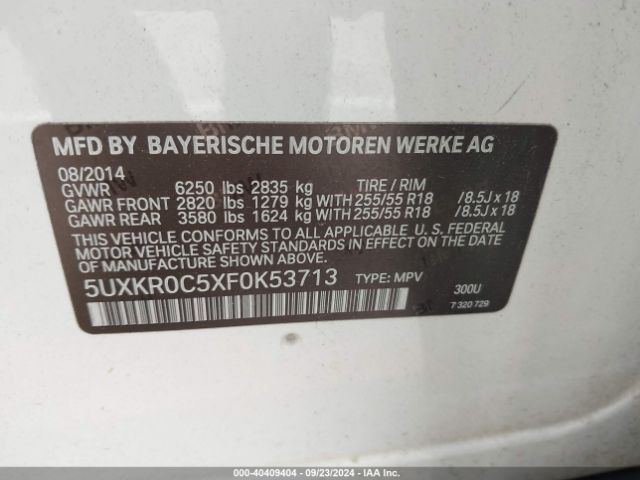 MFD BY BAYERISCHE MOTOREN WERKE AG
08/2014
GVWR 6250 lbs 2835 kg TIRE / RIM
GAWR FRONT 2820 lbs 1279 kg WITH 255/55 R18 /8.5J x 18
GAWR REAR 3580 lbs 1624 kg WITH 255/55 R18 /8.5J x 18
THIS VEHICLE CONFORMS TO ALL APPLICABLE U. S. FEDERAL
MOTOR VEHICLE SAFETY STANDARDS IN EFFECT ON THE DATE
OF MANUFACTURE SHOWN ABOVE.
5UXKR0C5XF0K53713 TYPE: MPV 300U
7 320 729
000-40409404 - 09/23/2024 - IAA Inc.